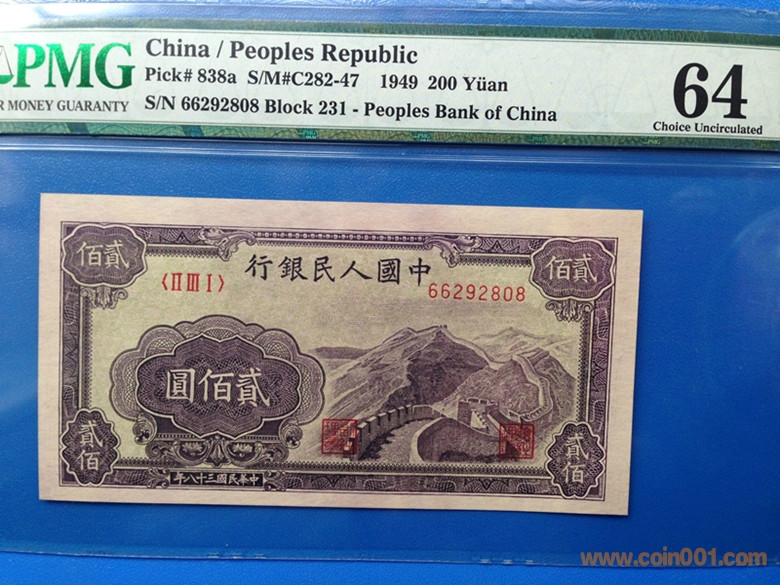 PMG
China / Peoples Republic
Pick# 838a S/M#C282-47 1949 200 Yüan
S/N 66292808 Block 231 - Peoples Bank of China
R MONEY GUARANTY
64
Choice Uncirculated
佰貳
行銀民人國中
佰貳
〈II III I〉
66292808
圓佰貳
貳佰
貳佰
年八十三國民華中
www.coin001.com